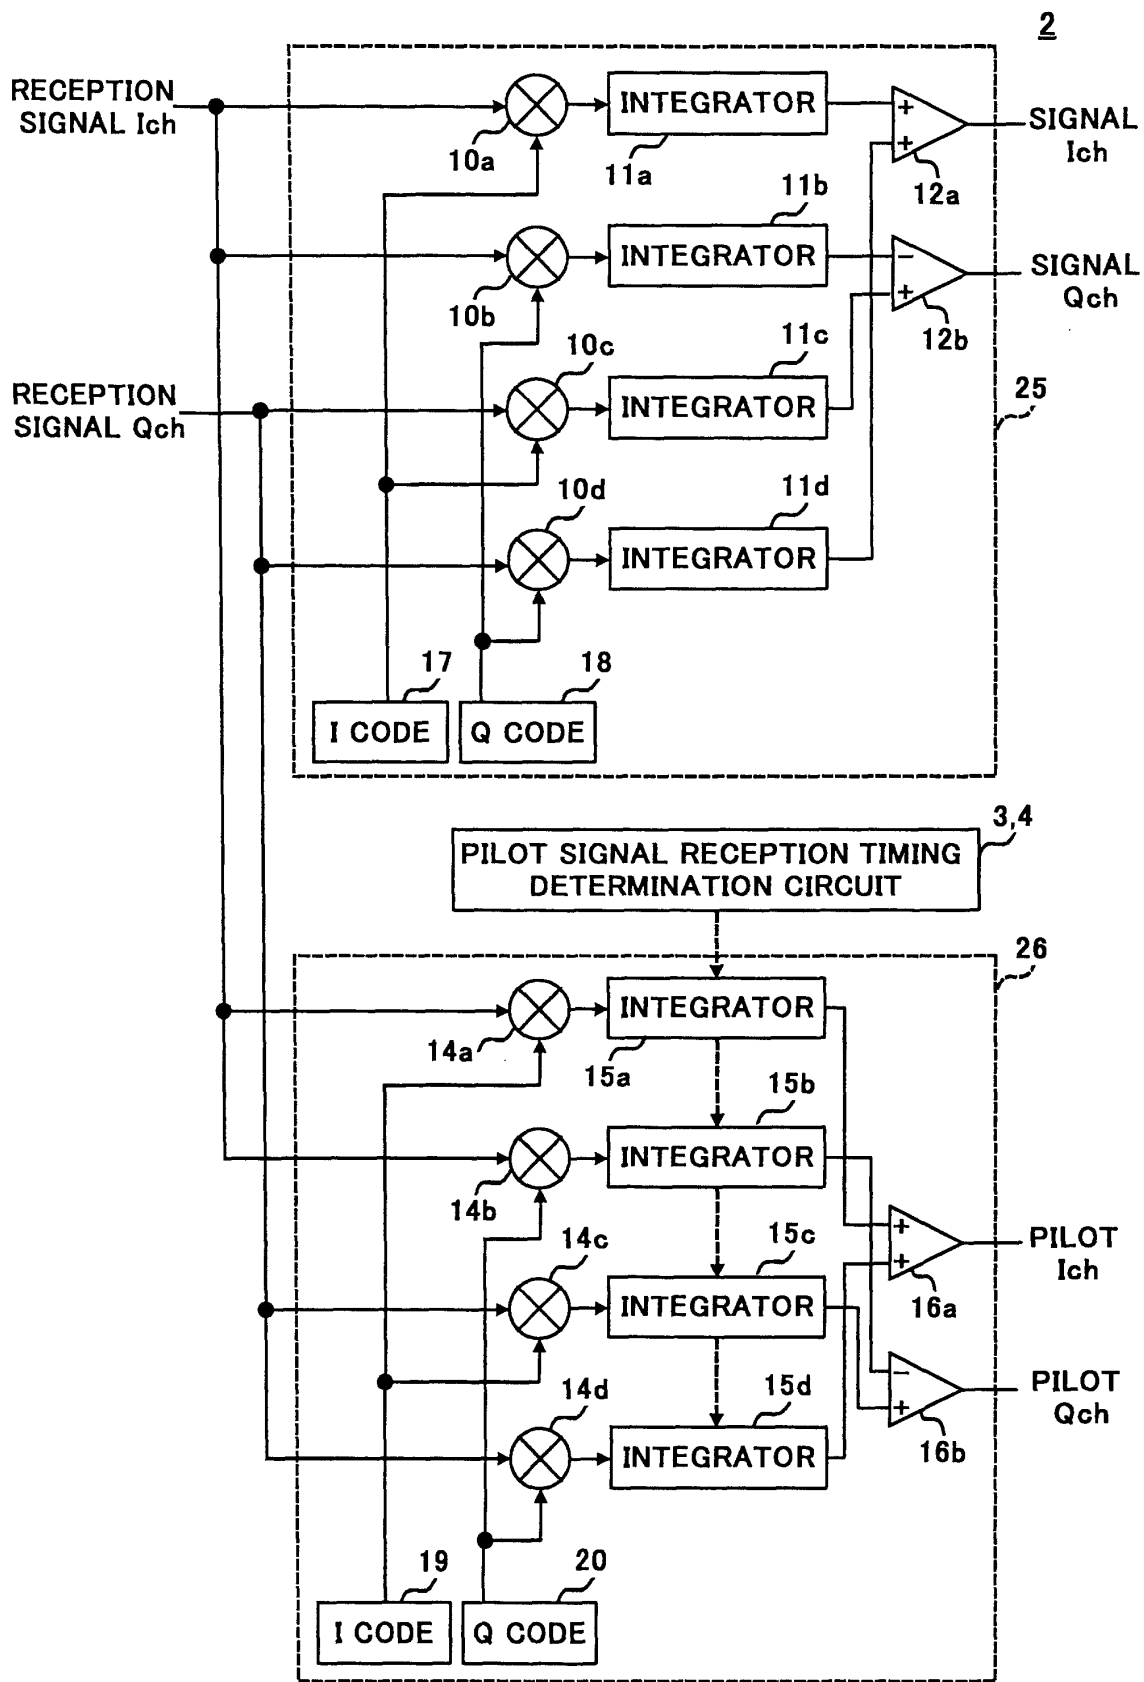 2
RECEPTION
SIGNAL Ich
10a
INTEGRATOR
11a
+
+
12a
SIGNAL
Ich
10b
11b
INTEGRATOR
−
+
12b
SIGNAL
Qch
RECEPTION
SIGNAL Qch
10c
11c
INTEGRATOR
25
10d
11d
INTEGRATOR
17
I CODE
18
Q CODE
3,4
PILOT SIGNAL RECEPTION TIMING
DETERMINATION CIRCUIT
26
14a
INTEGRATOR
15a
14b
15b
INTEGRATOR
14c
15c
INTEGRATOR
+
+
16a
PILOT
Ich
14d
15d
INTEGRATOR
−
+
16b
PILOT
Qch
19
I CODE
20
Q CODE